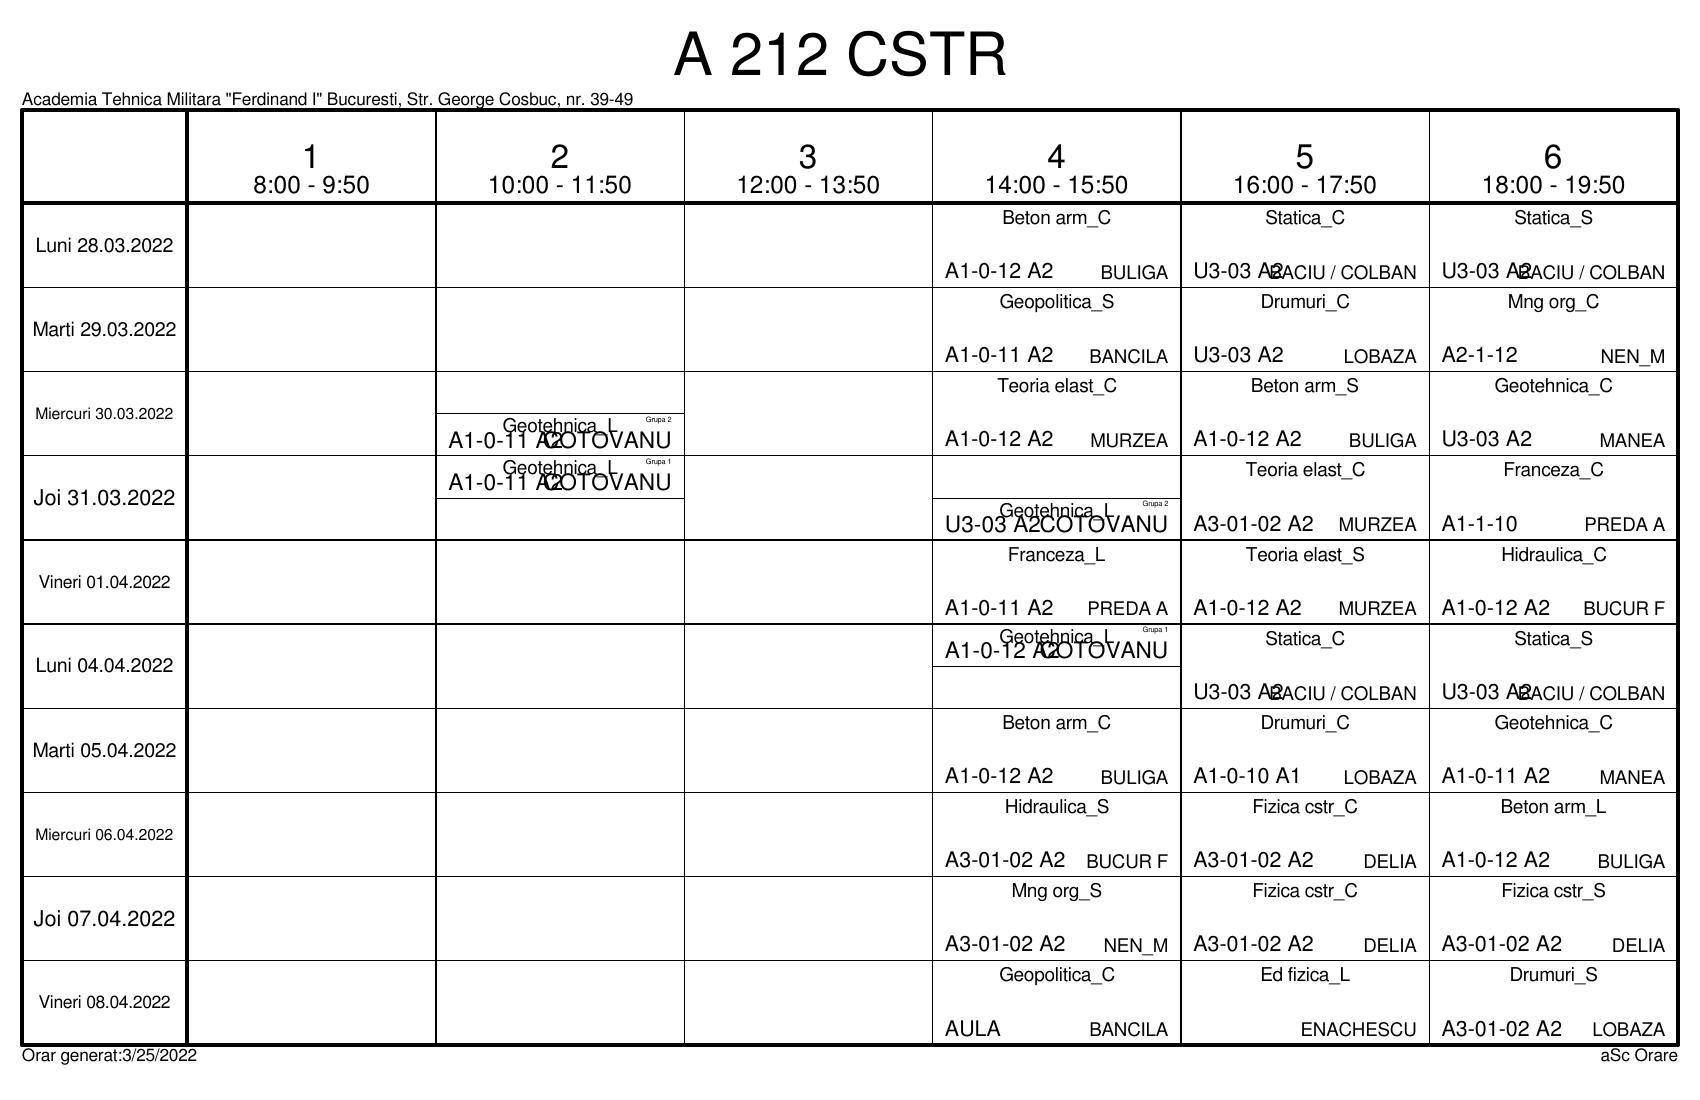 A 212 CSTR
Academia Tehnica Militara "Ferdinand I" Bucuresti, Str. George Cosbuc, nr. 39-49
1 2 3 4 5 6
8:00 - 9:50 10:00 - 11:50 12:00 - 13:50 14:00 - 15:50 16:00 - 17:50 18:00 - 19:50
Luni 28.03.2022
Beton arm_C
A1-0-12 A2 BULIGA
Statica_C
U3-03 A2 BACIU / COLBAN
Statica_S
U3-03 A2 BACIU / COLBAN
Marti 29.03.2022
Geopolitica_S
A1-0-11 A2 BANCILA
Drumuri_C
U3-03 A2 LOBAZA
Mng org_C
A2-1-12 NEN_M
Miercuri 30.03.2022
Geotehnica_L Grupa 2
A1-0-11 A2 COTOVANU
Teoria elast_C
A1-0-12 A2 MURZEA
Beton arm_S
A1-0-12 A2 BULIGA
Geotehnica_C
U3-03 A2 MANEA
Joi 31.03.2022
Geotehnica_L Grupa 1
A1-0-11 A2 COTOVANU
Geotehnica_L Grupa 2
U3-03 A2 COTOVANU
Teoria elast_C
A3-01-02 A2 MURZEA
Franceza_C
A1-1-10 PREDA A
Vineri 01.04.2022
Franceza_L
A1-0-11 A2 PREDA A
Teoria elast_S
A1-0-12 A2 MURZEA
Hidraulica_C
A1-0-12 A2 BUCUR F
Luni 04.04.2022
Geotehnica_L Grupa 1
A1-0-12 A2 COTOVANU
Statica_C
U3-03 A2 BACIU / COLBAN
Statica_S
U3-03 A2 BACIU / COLBAN
Marti 05.04.2022
Beton arm_C
A1-0-12 A2 BULIGA
Drumuri_C
A1-0-10 A1 LOBAZA
Geotehnica_C
A1-0-11 A2 MANEA
Miercuri 06.04.2022
Hidraulica_S
A3-01-02 A2 BUCUR F
Fizica cstr_C
A3-01-02 A2 DELIA
Beton arm_L
A1-0-12 A2 BULIGA
Joi 07.04.2022
Mng org_S
A3-01-02 A2 NEN_M
Fizica cstr_C
A3-01-02 A2 DELIA
Fizica cstr_S
A3-01-02 A2 DELIA
Vineri 08.04.2022
Geopolitica_C
AULA BANCILA
Ed fizica_L
ENACHESCU
Drumuri_S
A3-01-02 A2 LOBAZA
Orar generat:3/25/2022 aSc Orare